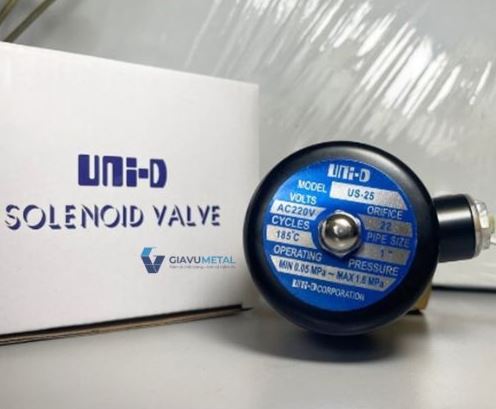 UNI-D
SOLENOID VALVE
GIAVUMETAL
UNI-D
MODEL US-25
VOLTS ORIFICE
AC220V 22
CYCLES PIPE SIZE
185°C 1"
OPERATING PRESSURE
MIN 0.05 MPa ~ MAX 1.6 MPa
UNI-D CORPORATION